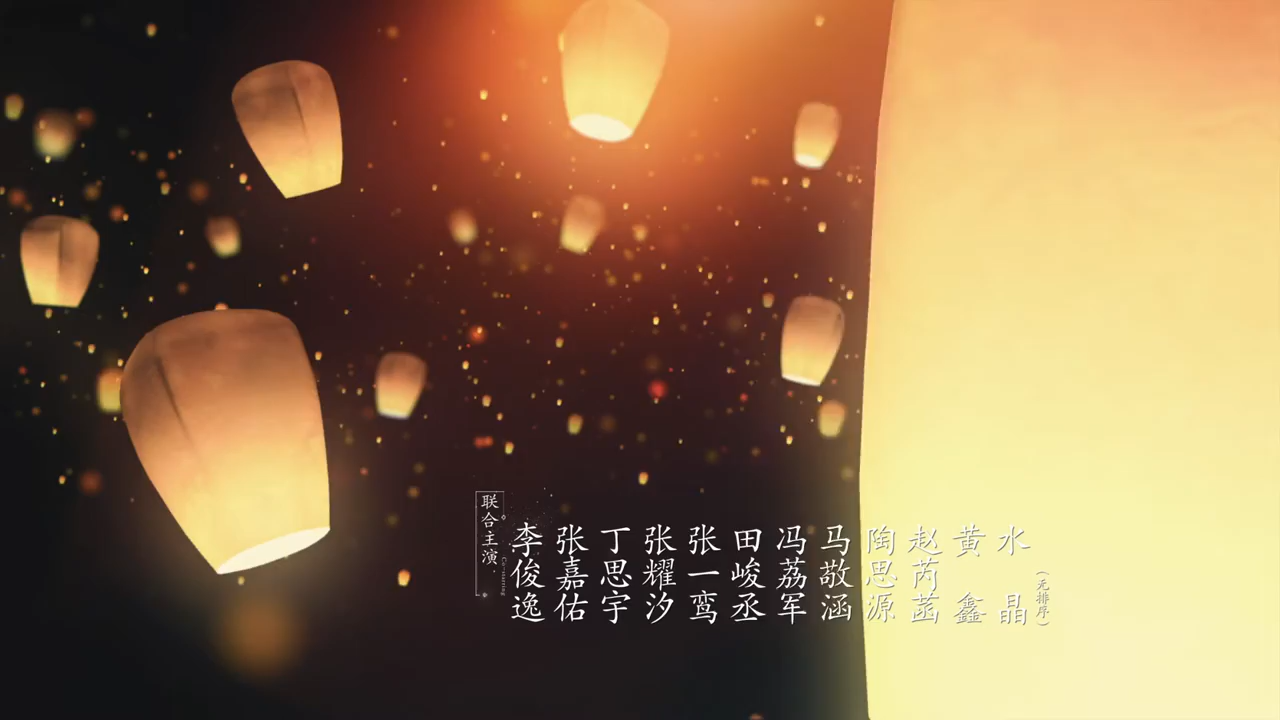 联合主演
Co-starring
李俊逸
张嘉佑
丁思宇
张耀汐
张一鸾
田峻丞
冯荔军
马敬涵
陶思源
赵芮菡
黄鑫
水晶
（无排序）